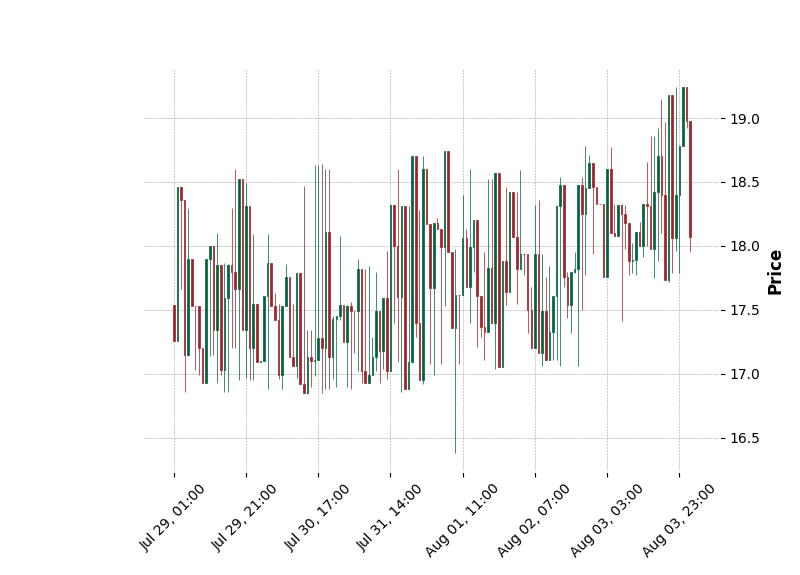 19.0
18.5
18.0
17.5
17.0
16.5
Price
Jul 29, 01:00
Jul 29, 21:00
Jul 30, 17:00
Jul 31, 14:00
Aug 01, 11:00
Aug 02, 07:00
Aug 03, 03:00
Aug 03, 23:00